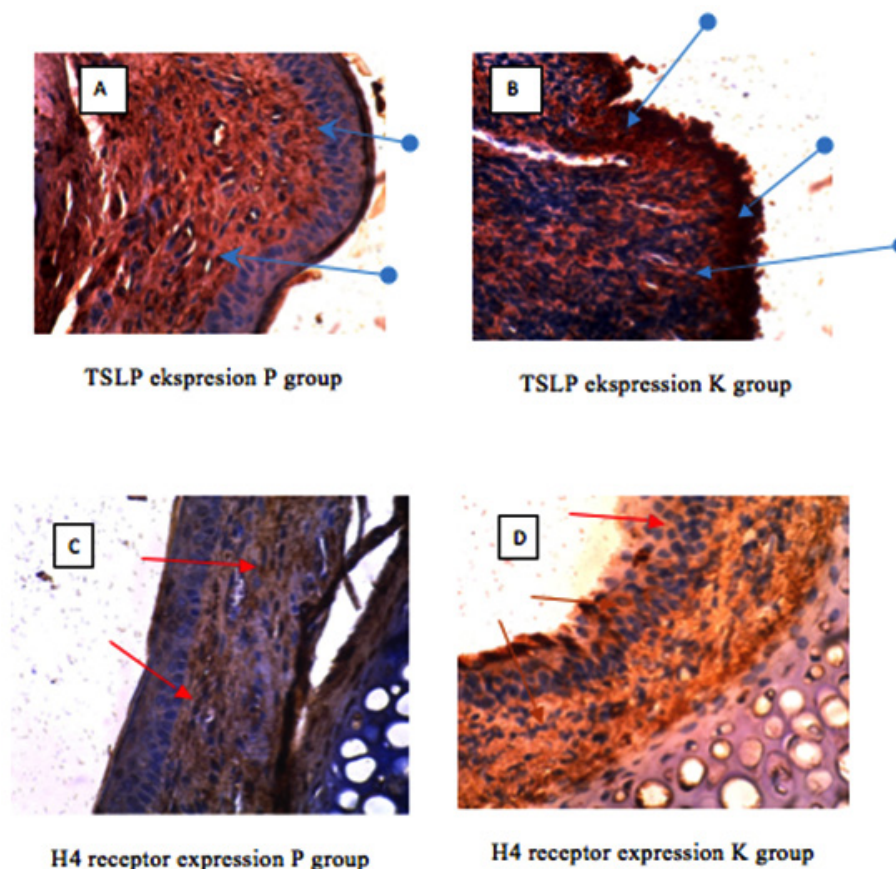 A
B
TSLP ekspresion P group
TSLP ekspression K group
C
D
H4 receptor expression P group
H4 receptor expression K group